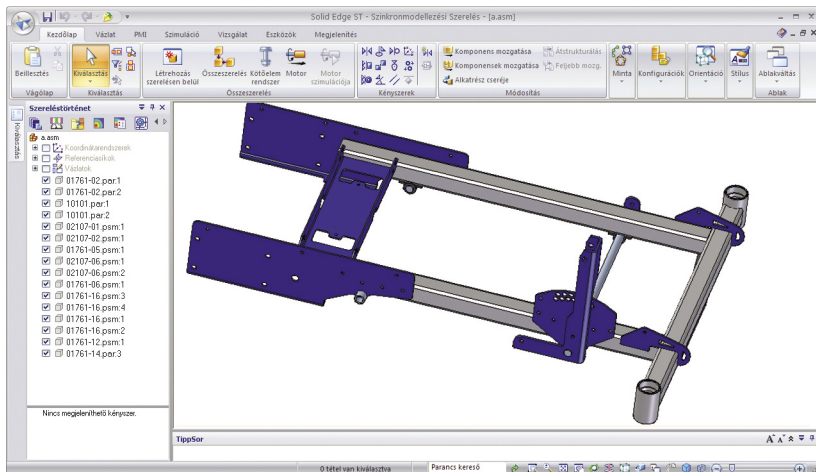 Solid Edge ST - Szinkronmodellezési Szerelés - [a.asm]
Kezdőlap Vázlat PMI Szimuláció Vizsgálat Eszközök Megjelenítés
Beillesztés
Kiválasztás
Létrehozás szerelésen belül
Összeszerelés
Kötőelem rendszer
Motor
Motor szimulációja
Komponens mozgatása
Komponensek mozgatása
Alkatrész cseréje
Átstrukturálás
Feljebb mozg.
Minta
Konfigurációk
Orientáció
Stílus
Ablakváltás
Vágólap Kiválasztás Összeszerelés Kényszerek Módosítás Ablak
Kiválasztás
Szereléstörténet
a.asm
Koordinátarendszerek
Referenciasíkok
Vázlatok
01761-02.par:1
01761-02.par:2
10101.par:1
10101.par:2
02107-01.psm:1
02107-02.psm:1
01761-05.psm:1
02107-06.psm:1
02107-06.psm:2
01761-06.psm:1
01761-16.psm:3
01761-16.psm:4
01761-16.psm:1
01761-16.psm:2
01761-12.psm:1
01761-14.par:3
Nincs megjeleníthető kényszer.
TippSor
0 tétel van kiválasztva
Parancs kereső